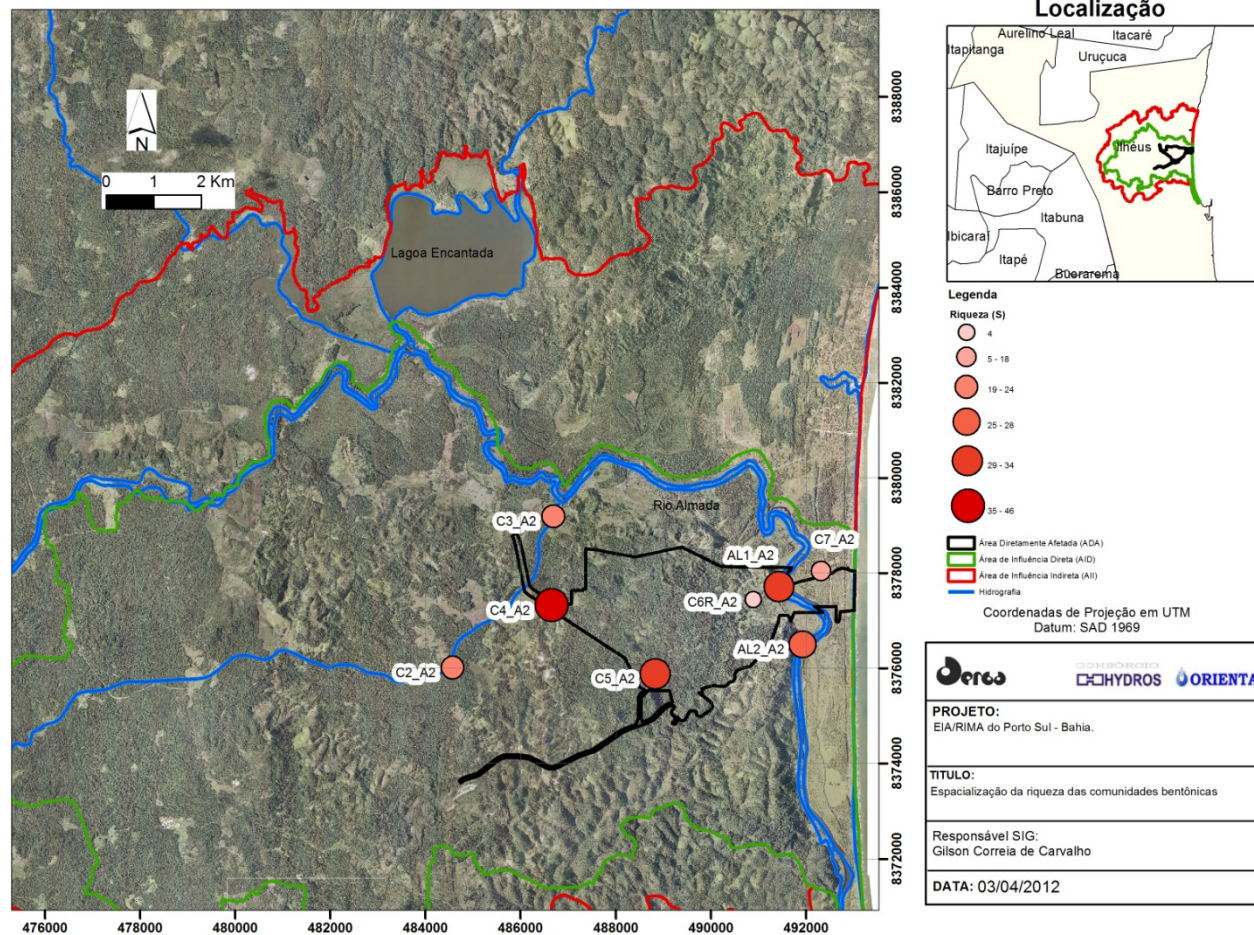 N
0 1 2 Km
Lagoa Encantada
Rio Almada
C3_A2
C7_A2
AL1_A2
C6R_A2
C4_A2
AL2_A2
C2_A2
C5_A2
8388000
8386000
8384000
8382000
8380000
8378000
8376000
8374000
8372000
476000 478000 480000 482000 484000 486000 488000 490000 492000
Localização
Aurelino Leal
Itacaré
Itapitanga
Uruçuca
Itajuípe
Ilhéus
Barro Preto
Itabuna
Ibicaraí
Itapé
Buerarema
Legenda
Riqueza (S)
4
5 - 18
19 - 24
25 - 28
29 - 34
35 - 46
Área Diretamente Afetada (ADA)
Área de Influência Direta (AID)
Área de Influência Indireta (AII)
Hidrografia
Coordenadas de Projeção em UTM
Datum: SAD 1969
Derba
CONSÓRCIO
HYDROS ORIENTA
PROJETO:
EIA/RIMA do Porto Sul - Bahia.
TITULO:
Espacialização da riqueza das comunidades bentônicas
Responsável SIG:
Gilson Correia de Carvalho
DATA: 03/04/2012